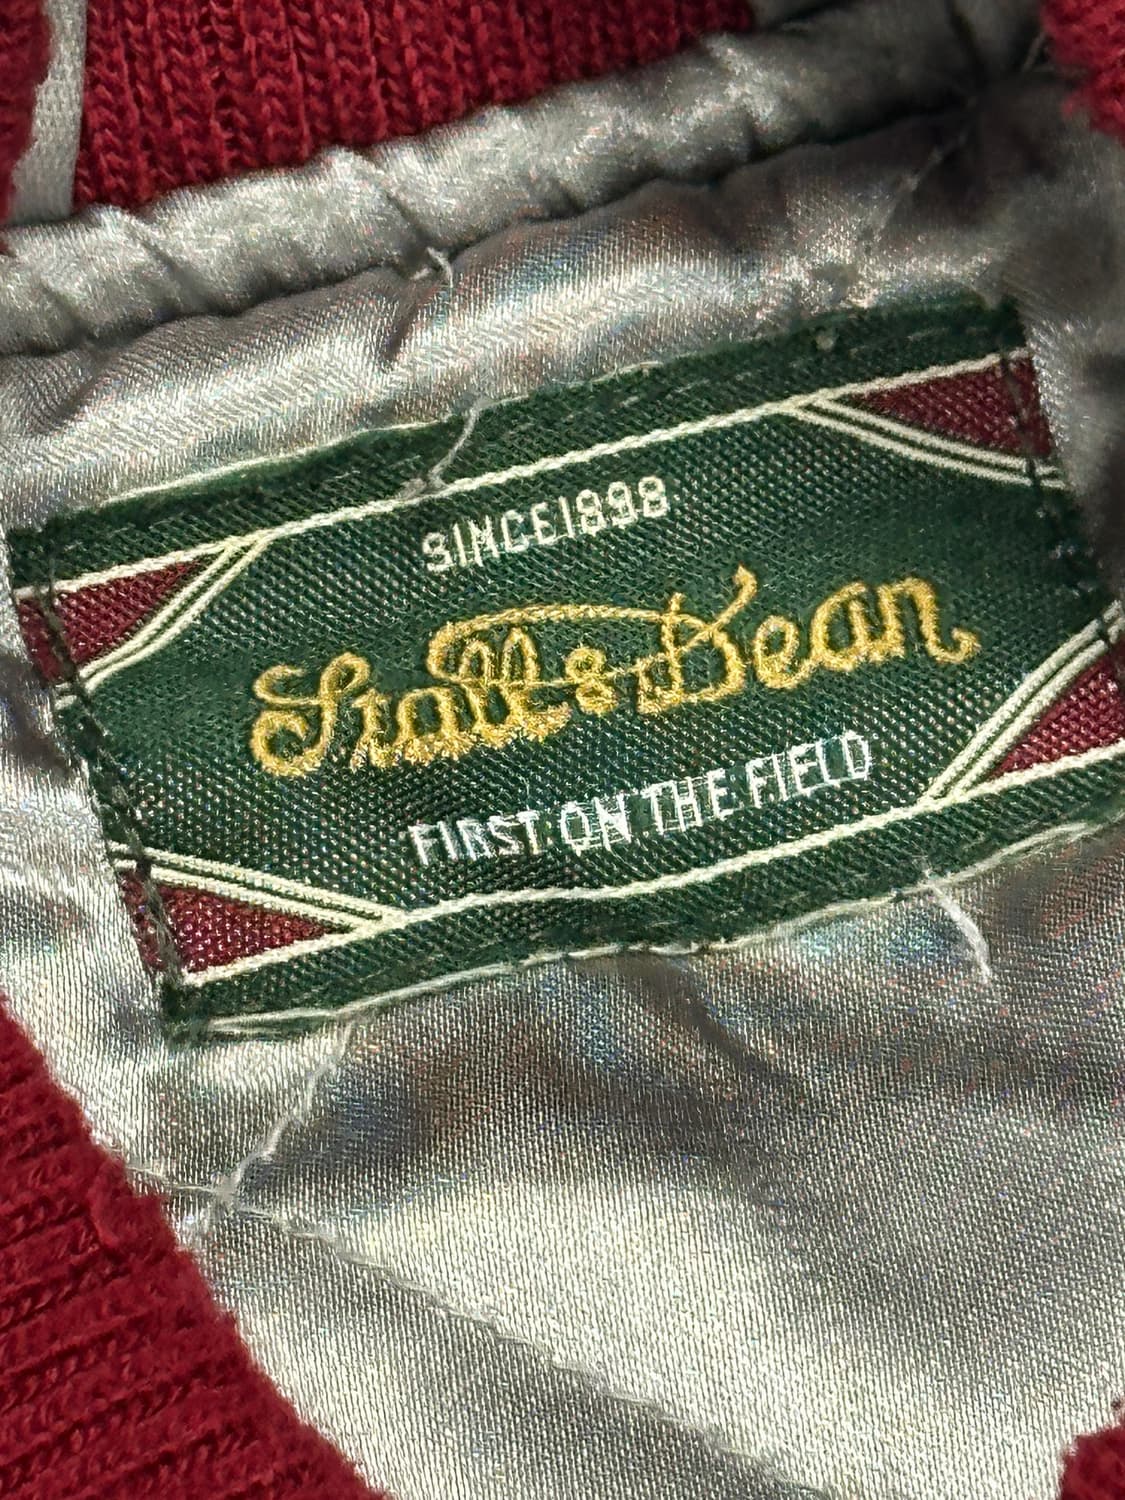 SINCE1898
Stall & Dean
FIRST ON THE FIELD